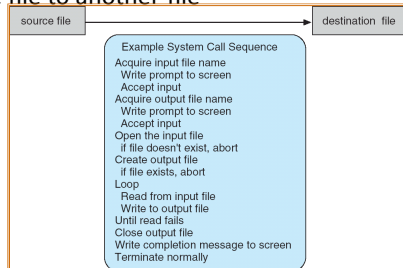 file to another file
source file
destination file
Example System Call Sequence
Acquire input file name
Write prompt to screen
Accept input
Acquire output file name
Write prompt to screen
Accept input
Open the input file
if file doesn't exist, abort
Create output file
if file exists, abort
Loop
Read from input file
Write to output file
Until read fails
Close output file
Write completion message to screen
Terminate normally